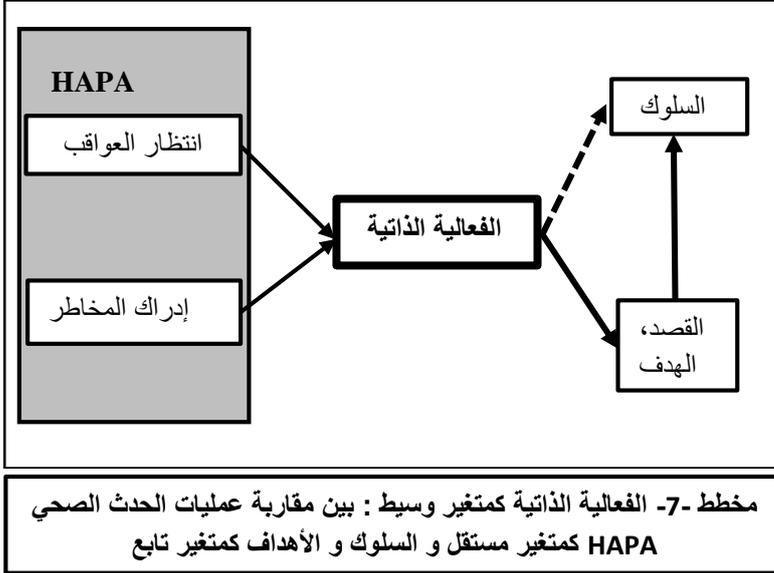 HAPA
انتظار العواقب
إدراك المخاطر
الفعالية الذاتية
السلوك
القصد،
الهدف
مخطط -7- الفعالية الذاتية كمتغير وسيط : بين مقاربة عمليات الحدث الصحي
HAPA كمتغير مستقل و السلوك و الأهداف كمتغير تابع